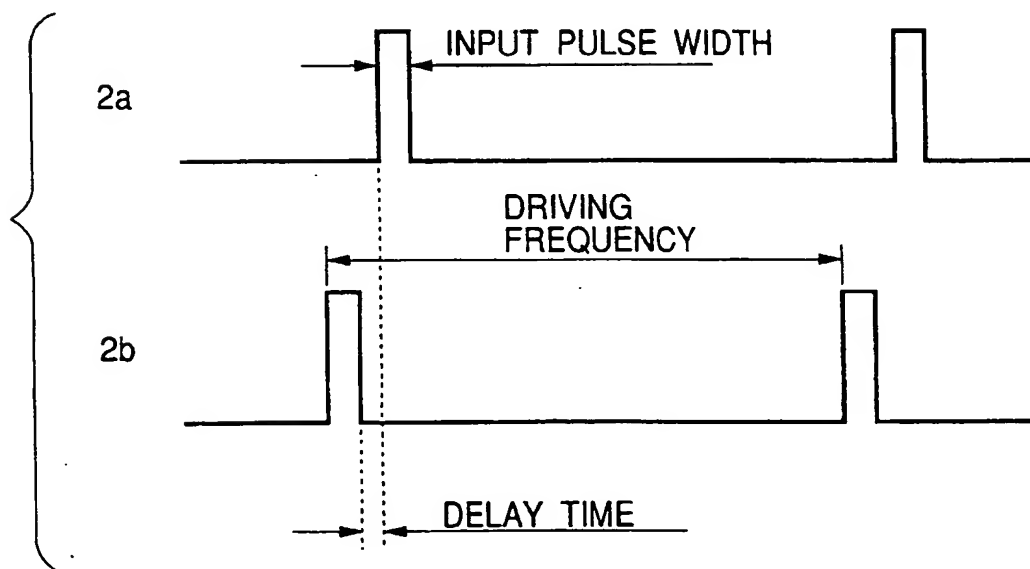 INPUT PULSE WIDTH
2a
DRIVING
FREQUENCY
2b
DELAY TIME